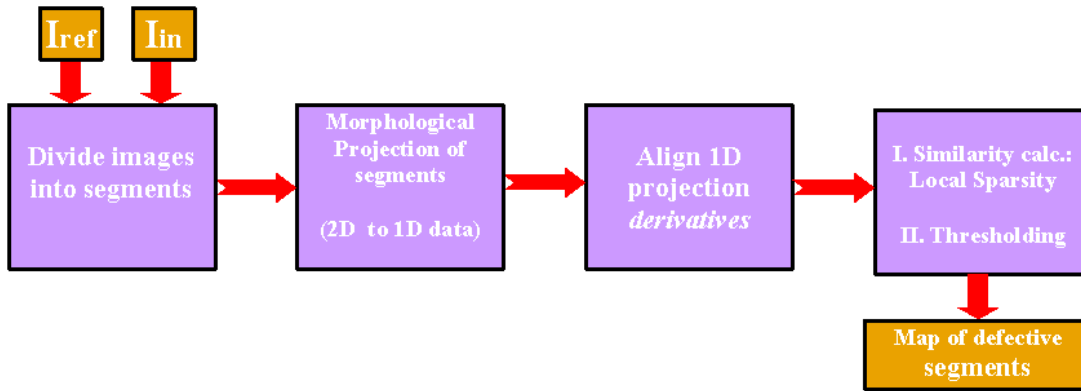 Iref
Iin
Divide images
into segments
Morphological
Projection of
segments
(2D to 1D data)
Align 1D
projection
derivatives
I. Similarity calc.:
Local Sparsity
II. Thresholding
Map of defective
segments